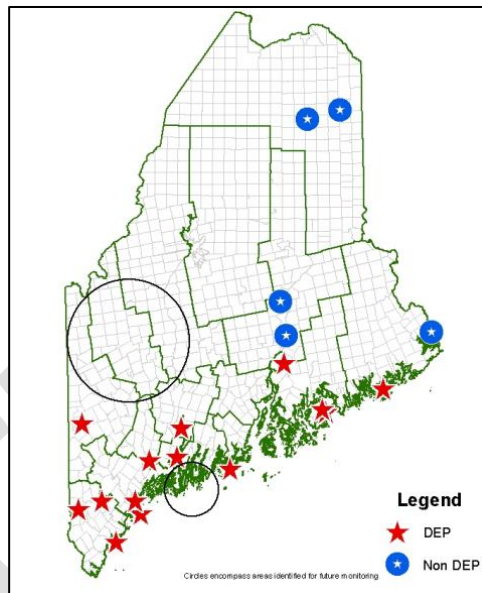 Legend
DEP
Non DEP
Circles encompass areas identified for future monitoring